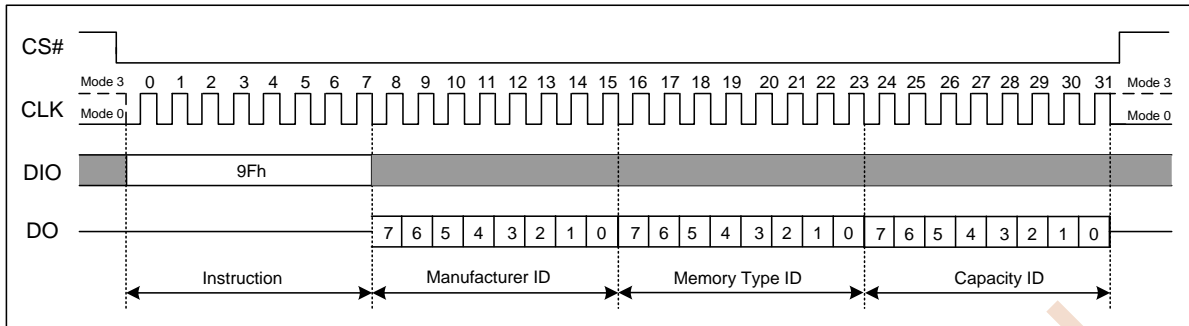 CS#
Mode 3 0 1 2 3 4 5 6 7 8 9 10 11 12 13 14 15 16 17 18 19 20 21 22 23 24 25 26 27 28 29 30 31 Mode 3
CLK
Mode 0 Mode 0
DIO 9Fh
DO 7 6 5 4 3 2 1 0 7 6 5 4 3 2 1 0 7 6 5 4 3 2 1 0
Instruction Manufacturer ID Memory Type ID Capacity ID